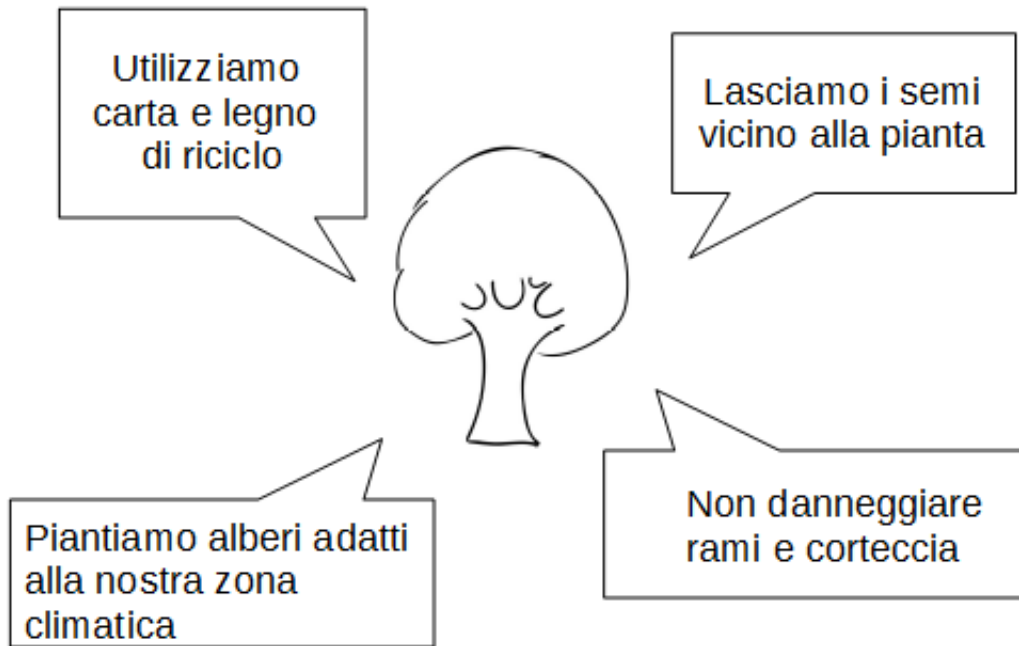 Utilizziamo
carta e legno
di riciclo
Lasciamo i semi
vicino alla pianta
Piantiamo alberi adatti
alla nostra zona
climatica
Non danneggiare
rami e corteccia